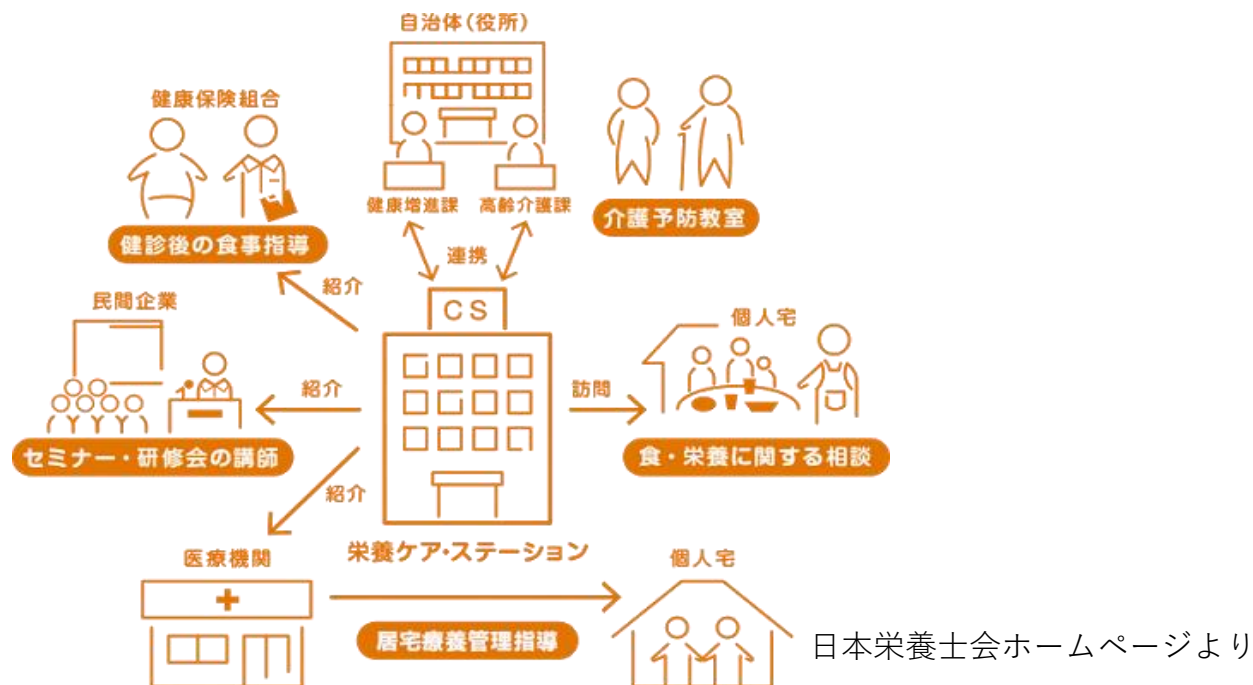 自治体(役所)
健康保険組合
健康増進課
高齢介護課
介護予防教室
健診後の食事指導
連携
紹介
民間企業
CS
個人宅
紹介
訪問
セミナー・研修会の講師
食・栄養に関する相談
紹介
栄養ケア・ステーション
医療機関
個人宅
居宅療養管理指導
日本栄養士会ホームページより